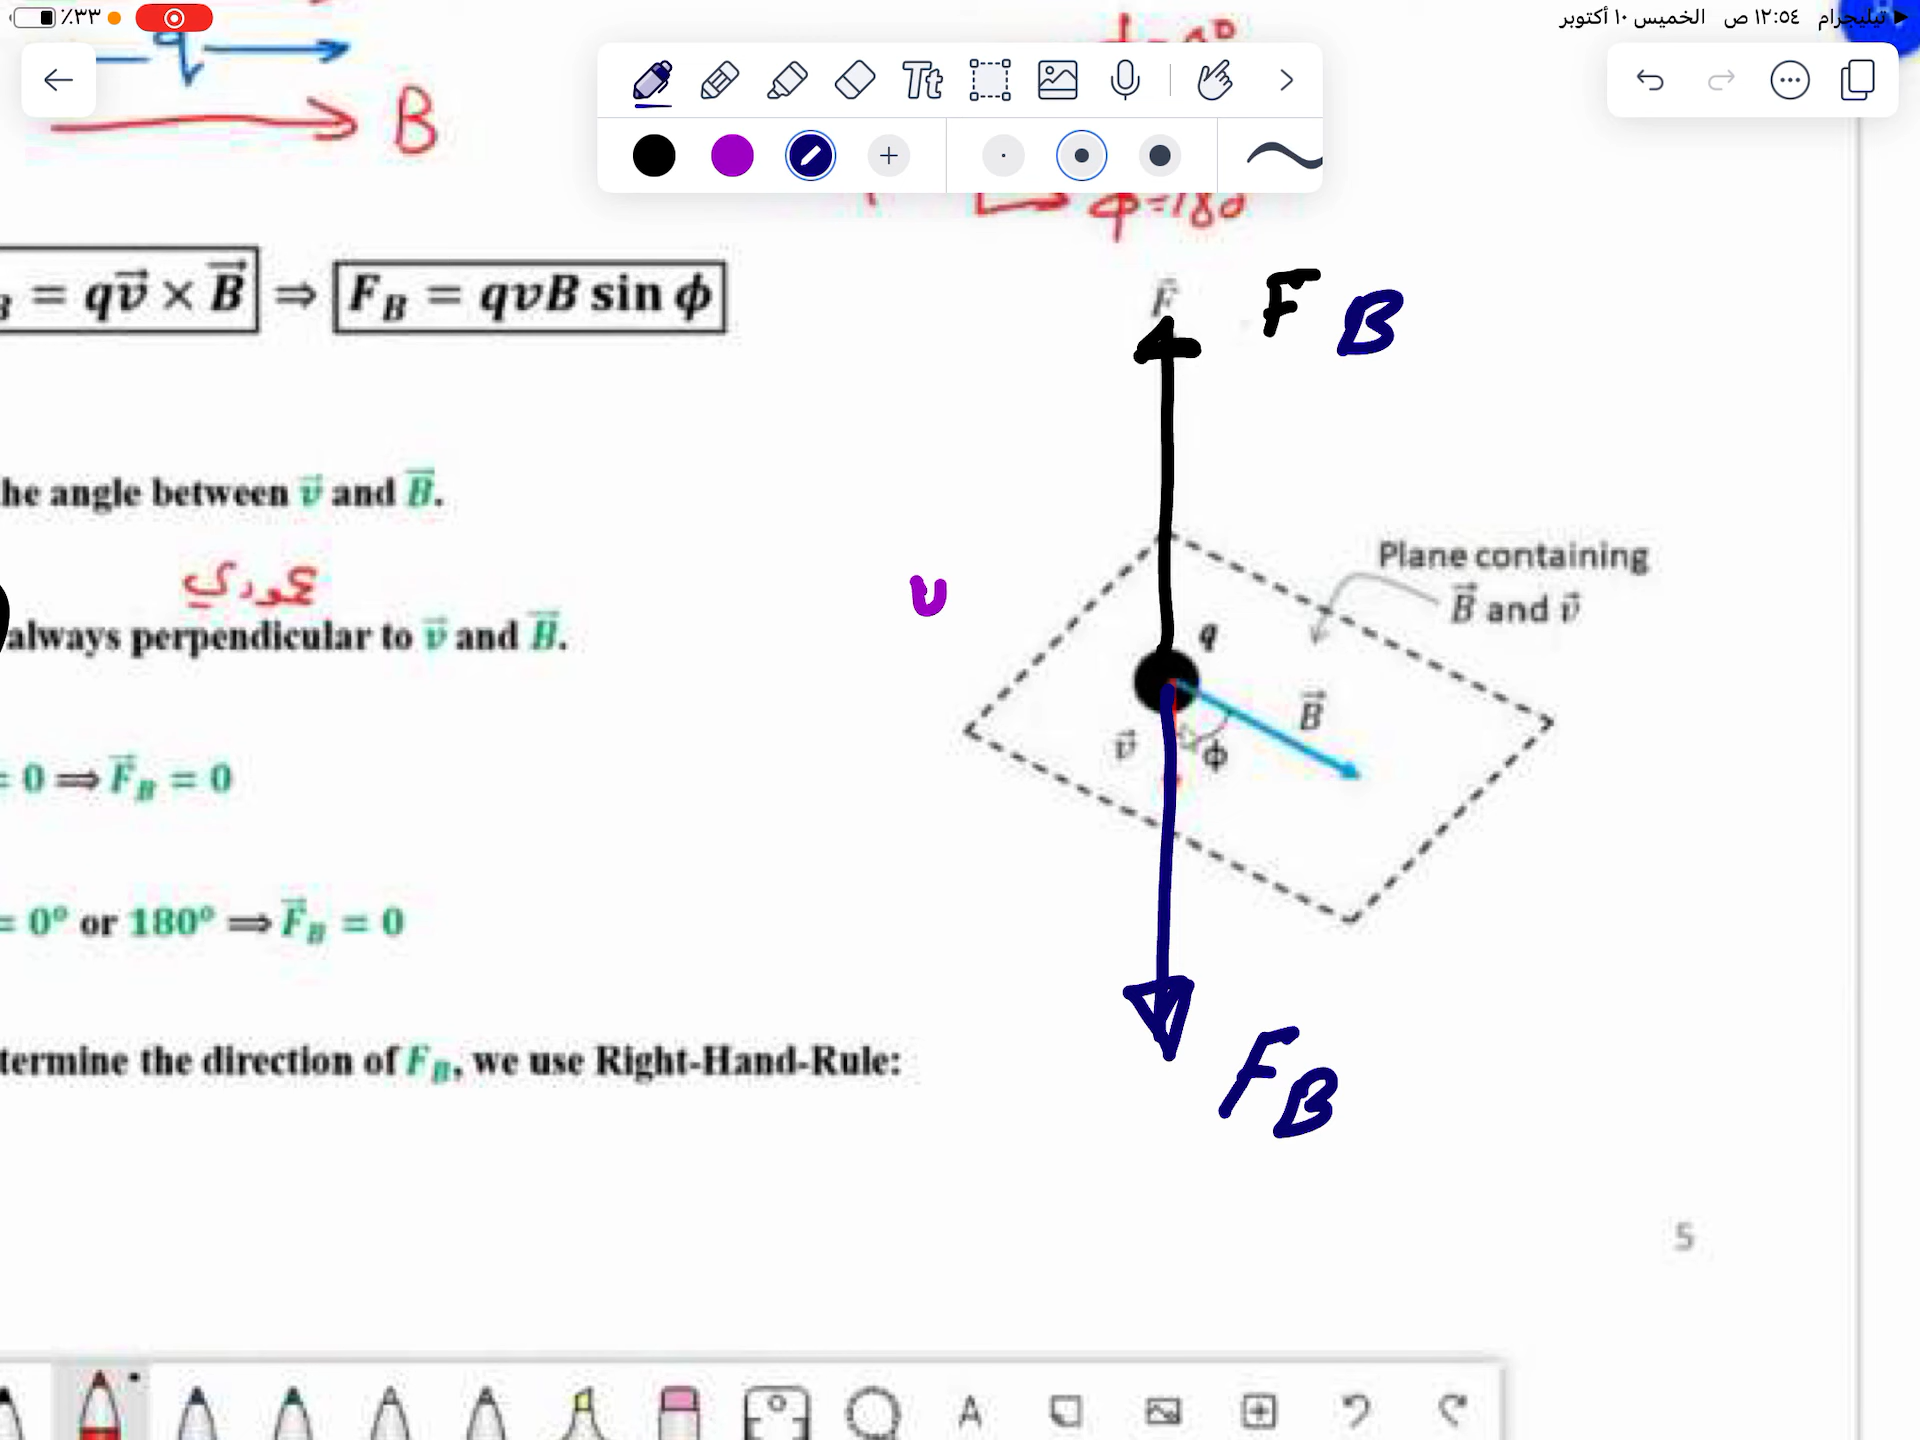 ٪٣٣
الخميس ١٠ أكتوبر ١٢:٥٤ ص تيليجرام
q
B
Tt
φ=180
= qv⃗ × B⃗ ⇒ F_B = qvB sin ϕ
F⃗
F B
he angle between v⃗ and B⃗.
عمودي
always perpendicular to v⃗ and B⃗.
υ
Plane containing
B⃗ and v⃗
q
B⃗
v⃗
ϕ
= 0 ⟹ F⃗_B = 0
= 0° or 180° ⟹ F⃗_B = 0
termine the direction of F_B, we use Right-Hand-Rule:
F_B
5
A